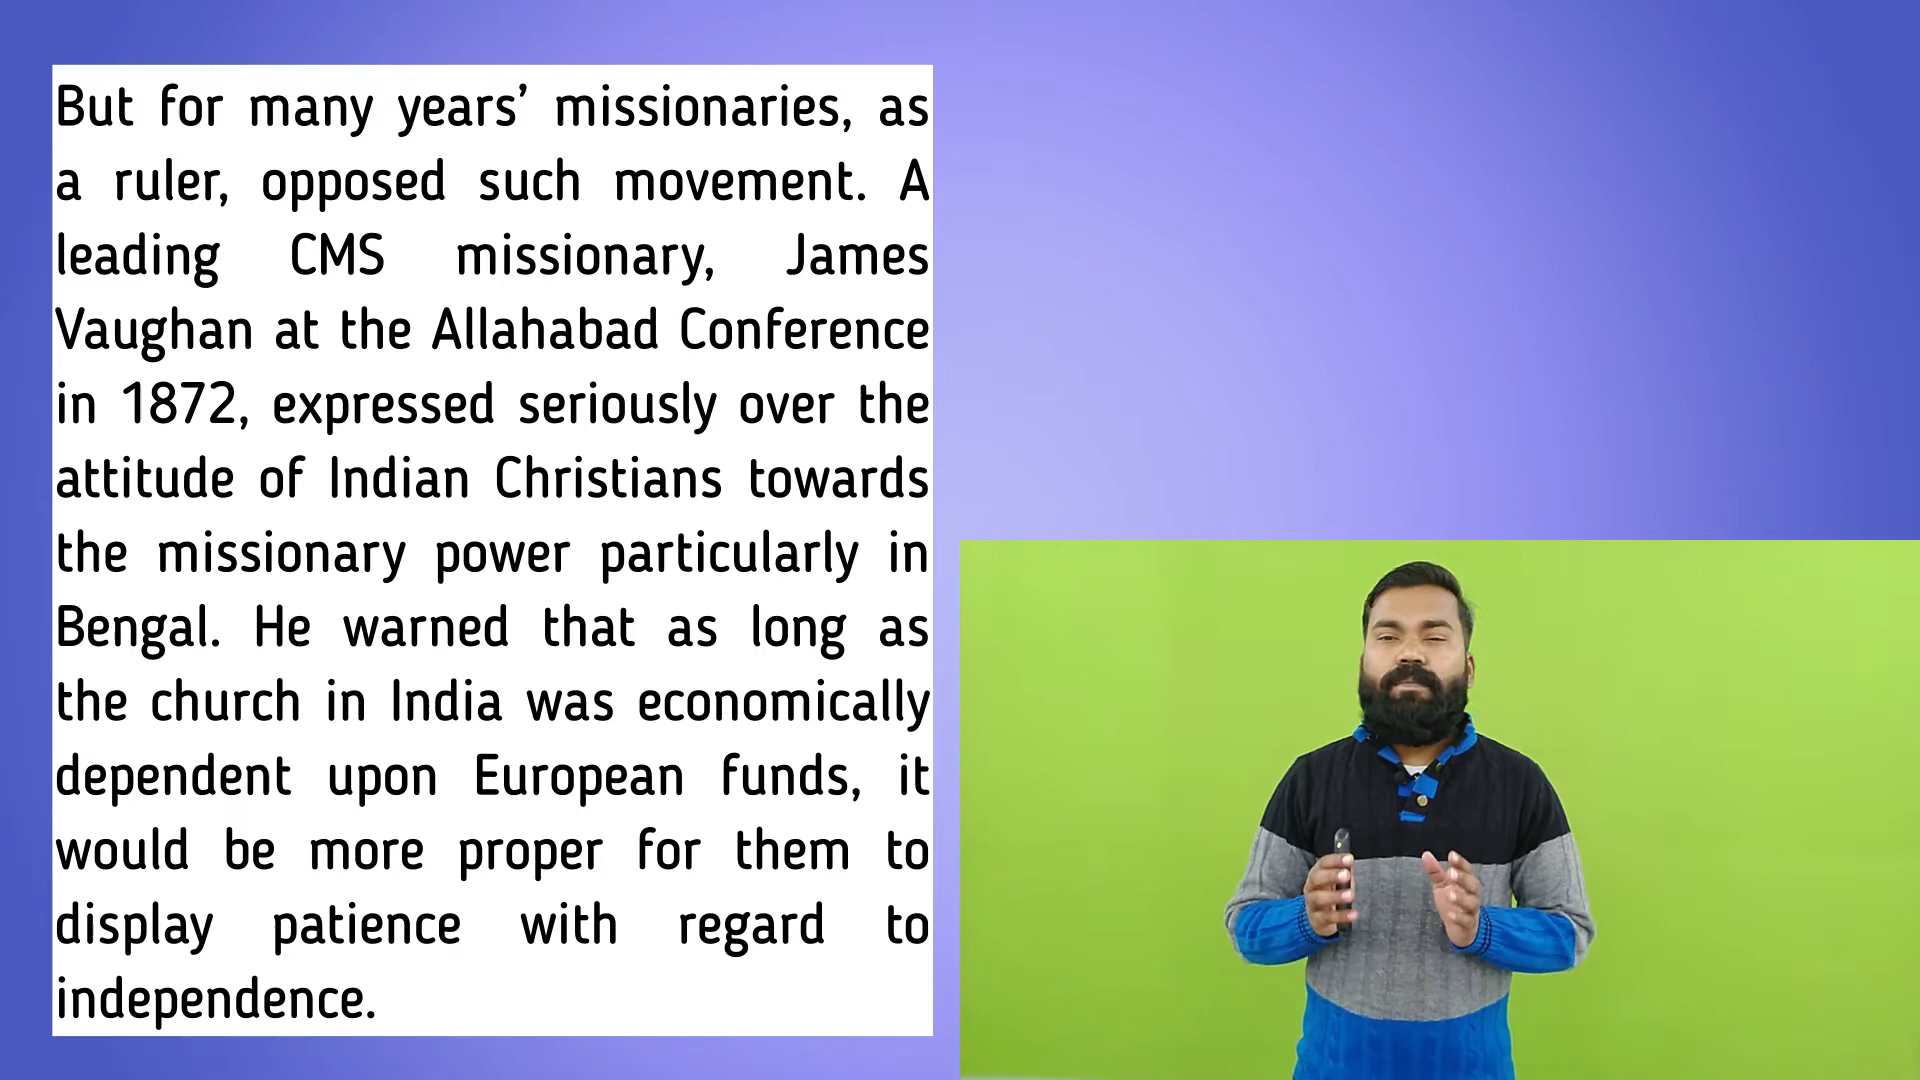 But for many years’ missionaries, as
a ruler, opposed such movement. A
leading CMS missionary, James
Vaughan at the Allahabad Conference
in 1872, expressed seriously over the
attitude of Indian Christians towards
the missionary power particularly in
Bengal. He warned that as long as
the church in India was economically
dependent upon European funds, it
would be more proper for them to
display patience with regard to
independence.